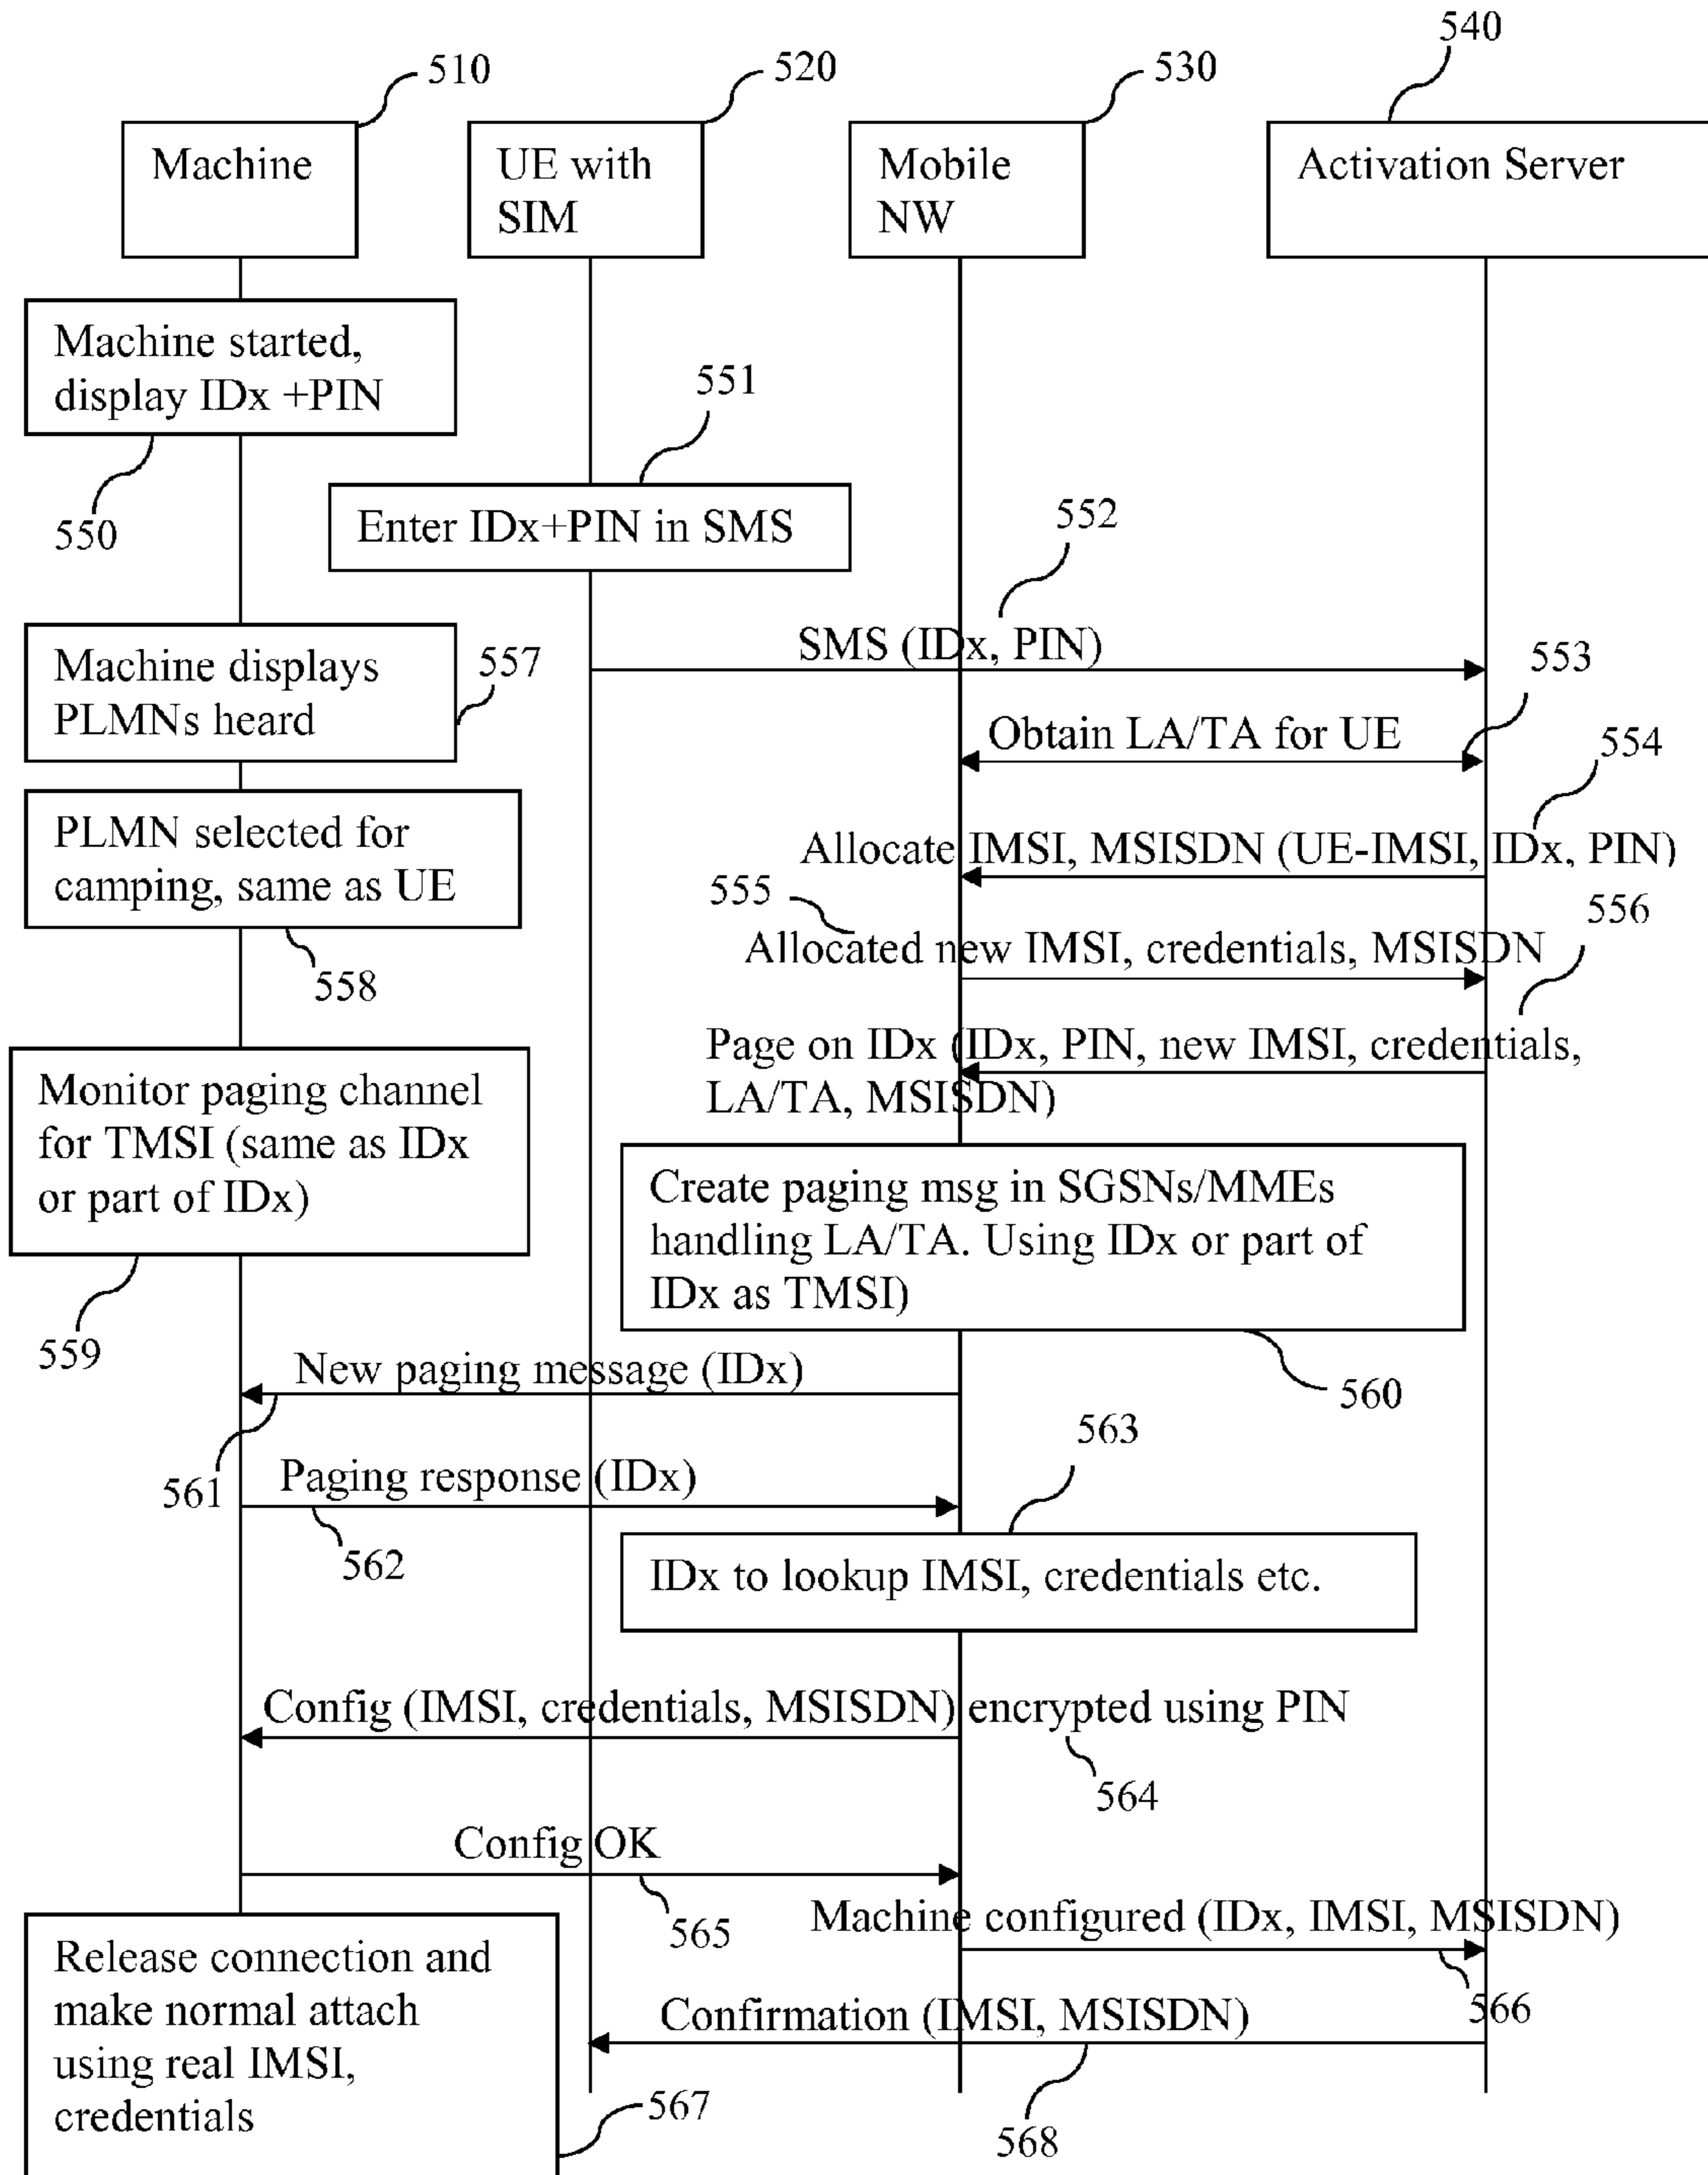 540
510
520
530
Machine
UE with
SIM
Mobile
NW
Activation Server
Machine started,
display IDx +PIN
550
551
Enter IDx+PIN in SMS
552
SMS (IDx, PIN)
553
Machine displays
PLMNs heard
557
Obtain LA/TA for UE
554
PLMN selected for
camping, same as UE
558
Allocate IMSI, MSISDN (UE-IMSI, IDx, PIN)
555
556
Allocated new IMSI, credentials, MSISDN
Page on IDx (IDx, PIN, new IMSI, credentials,
LA/TA, MSISDN)
Monitor paging channel
for TMSI (same as IDx
or part of IDx)
559
Create paging msg in SGSNs/MMEs
handling LA/TA. Using IDx or part of
IDx as TMSI)
560
New paging message (IDx)
561
563
Paging response (IDx)
562
IDx to lookup IMSI, credentials etc.
Config (IMSI, credentials, MSISDN) encrypted using PIN
564
Config OK
565
Machine configured (IDx, IMSI, MSISDN)
566
Release connection and
make normal attach
using real IMSI,
credentials
567
Confirmation (IMSI, MSISDN)
568